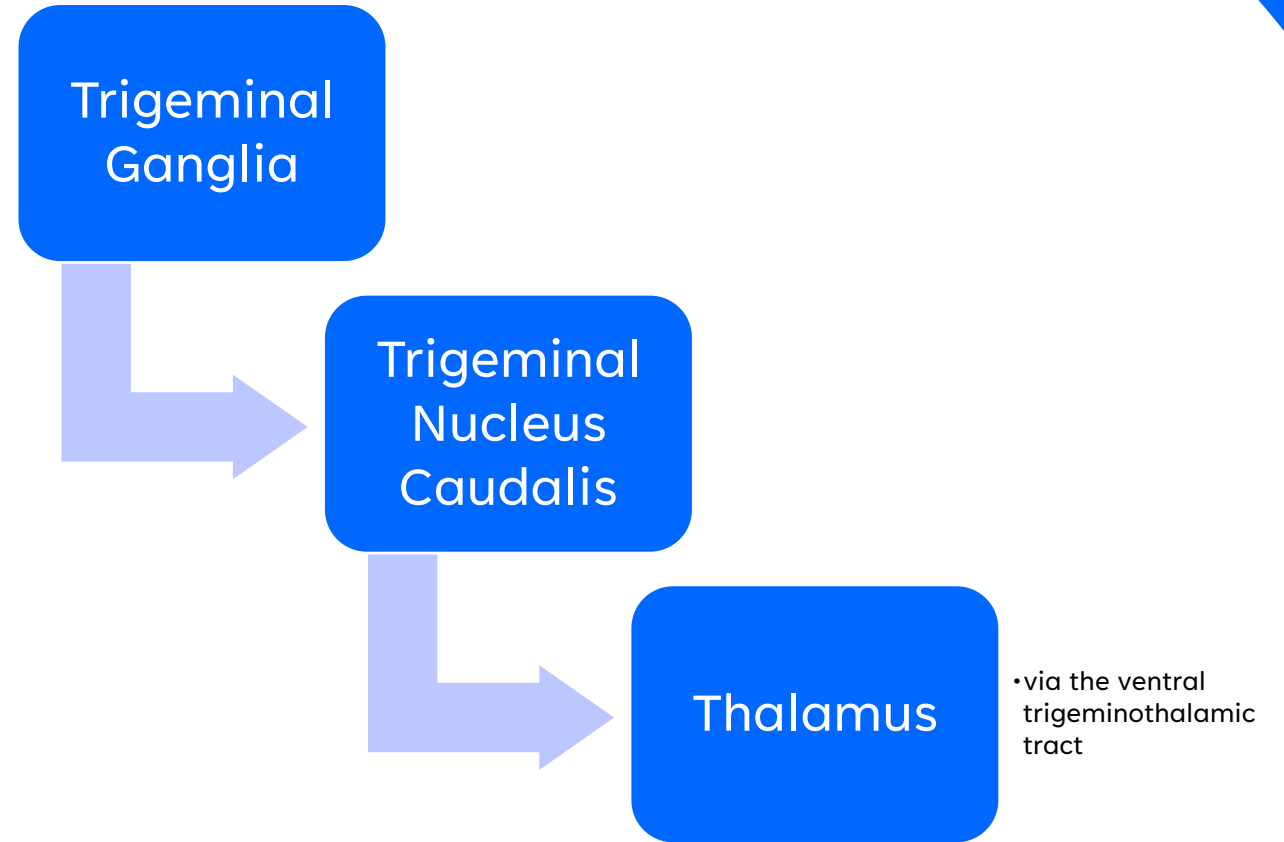 Trigeminal
Ganglia
Trigeminal
Nucleus
Caudalis
Thalamus
•via the ventral
trigeminothalamic
tract